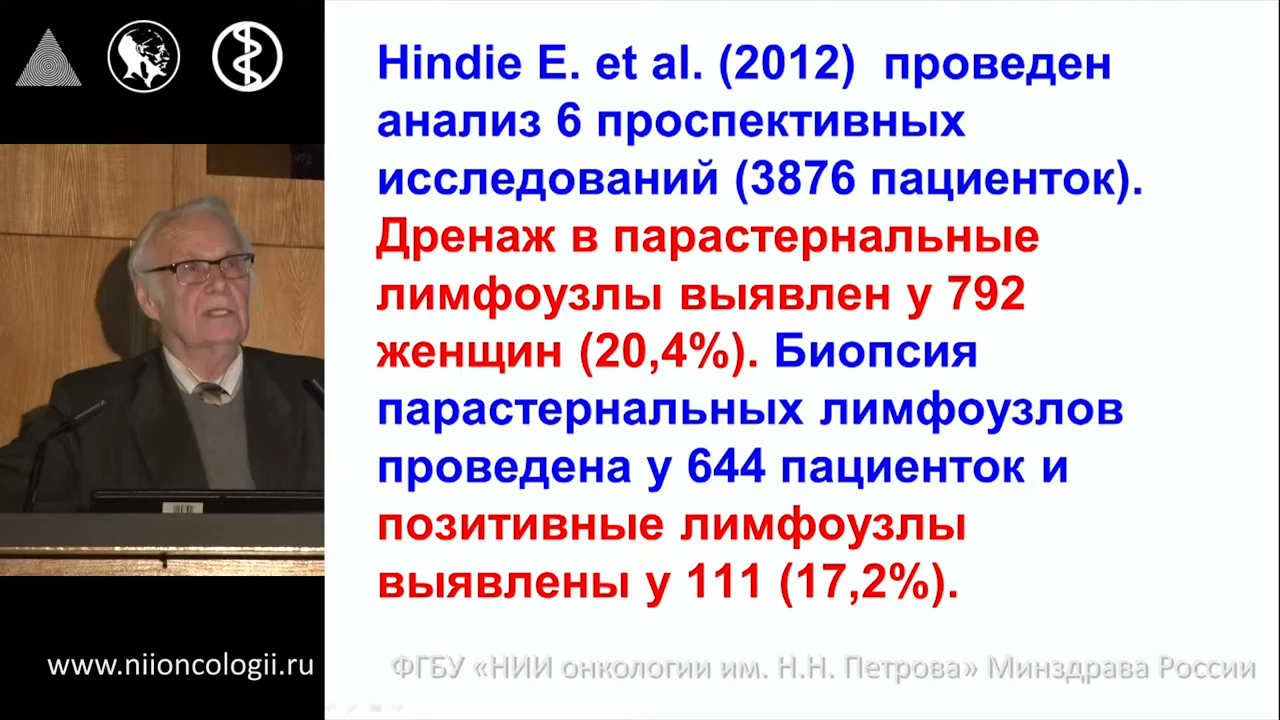 Hindie E. et al. (2012) проведен
анализ 6 проспективных
исследований (3876 пациенток).
Дренаж в парастернальные
лимфоузлы выявлен у 792
женщин (20,4%). Биопсия
парастернальных лимфоузлов
проведена у 644 пациенток и
позитивные лимфоузлы
выявлены у 111 (17,2%).
www.niioncologii.ru
ФГБУ «НИИ онкологии им. Н.Н. Петрова» Минздрава России